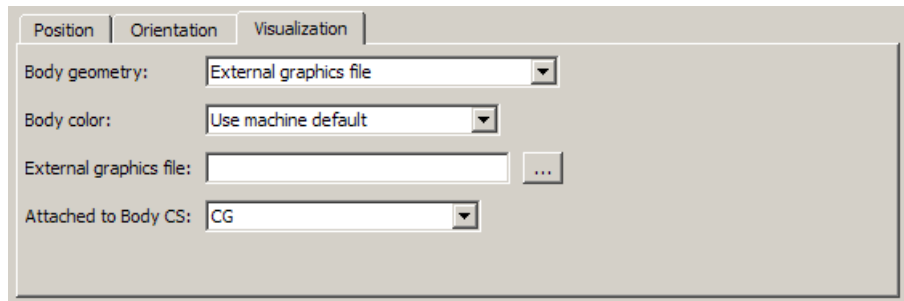 Position Orientation Visualization
Body geometry: External graphics file
Body color: Use machine default
External graphics file: ...
Attached to Body CS: CG